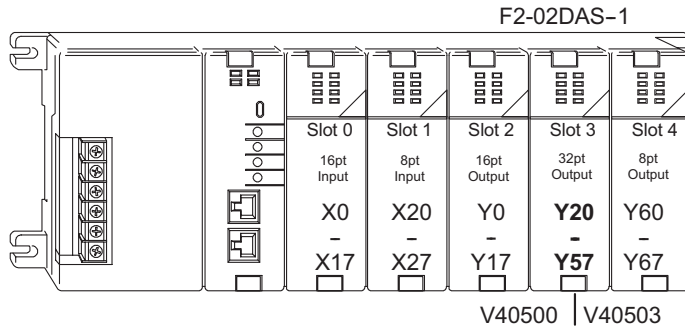 F2-02DAS-1
Slot 0 Slot 1 Slot 2 Slot 3 Slot 4
16pt Input 8pt Input 16pt Output 32pt Output 8pt Output
X0 X20 Y0 Y20 Y60
- - - - -
X17 X27 Y17 Y57 Y67
V40500 V40503